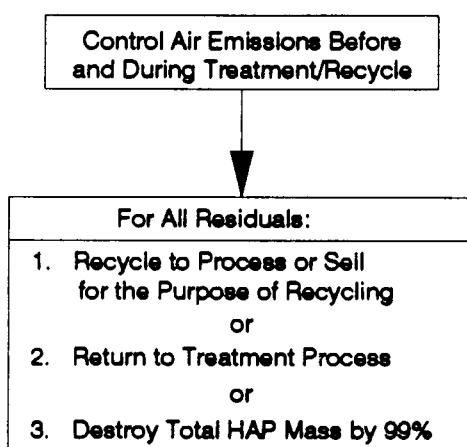 Control Air Emissions Before
and During Treatment/Recycle
For All Residuals:
1. Recycle to Process or Sell
for the Purpose of Recycling
or
2. Return to Treatment Process
or
3. Destroy Total HAP Mass by 99%